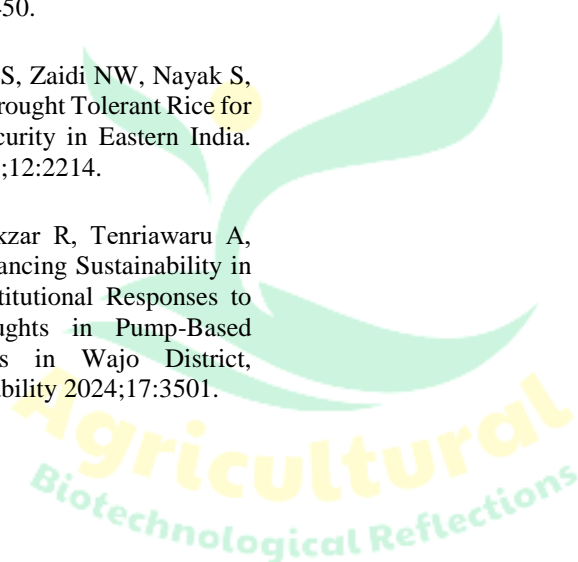 450.
S, Zaidi NW, Nayak S,
rought Tolerant Rice for
curity in Eastern India.
;12:2214.
kzar R, Tenriawaru A,
ancing Sustainability in
titutional Responses to
ughts in Pump-Based
s in Wajo District,
bility 2024;17:3501.
Agricultural
Biotechnological Reflections